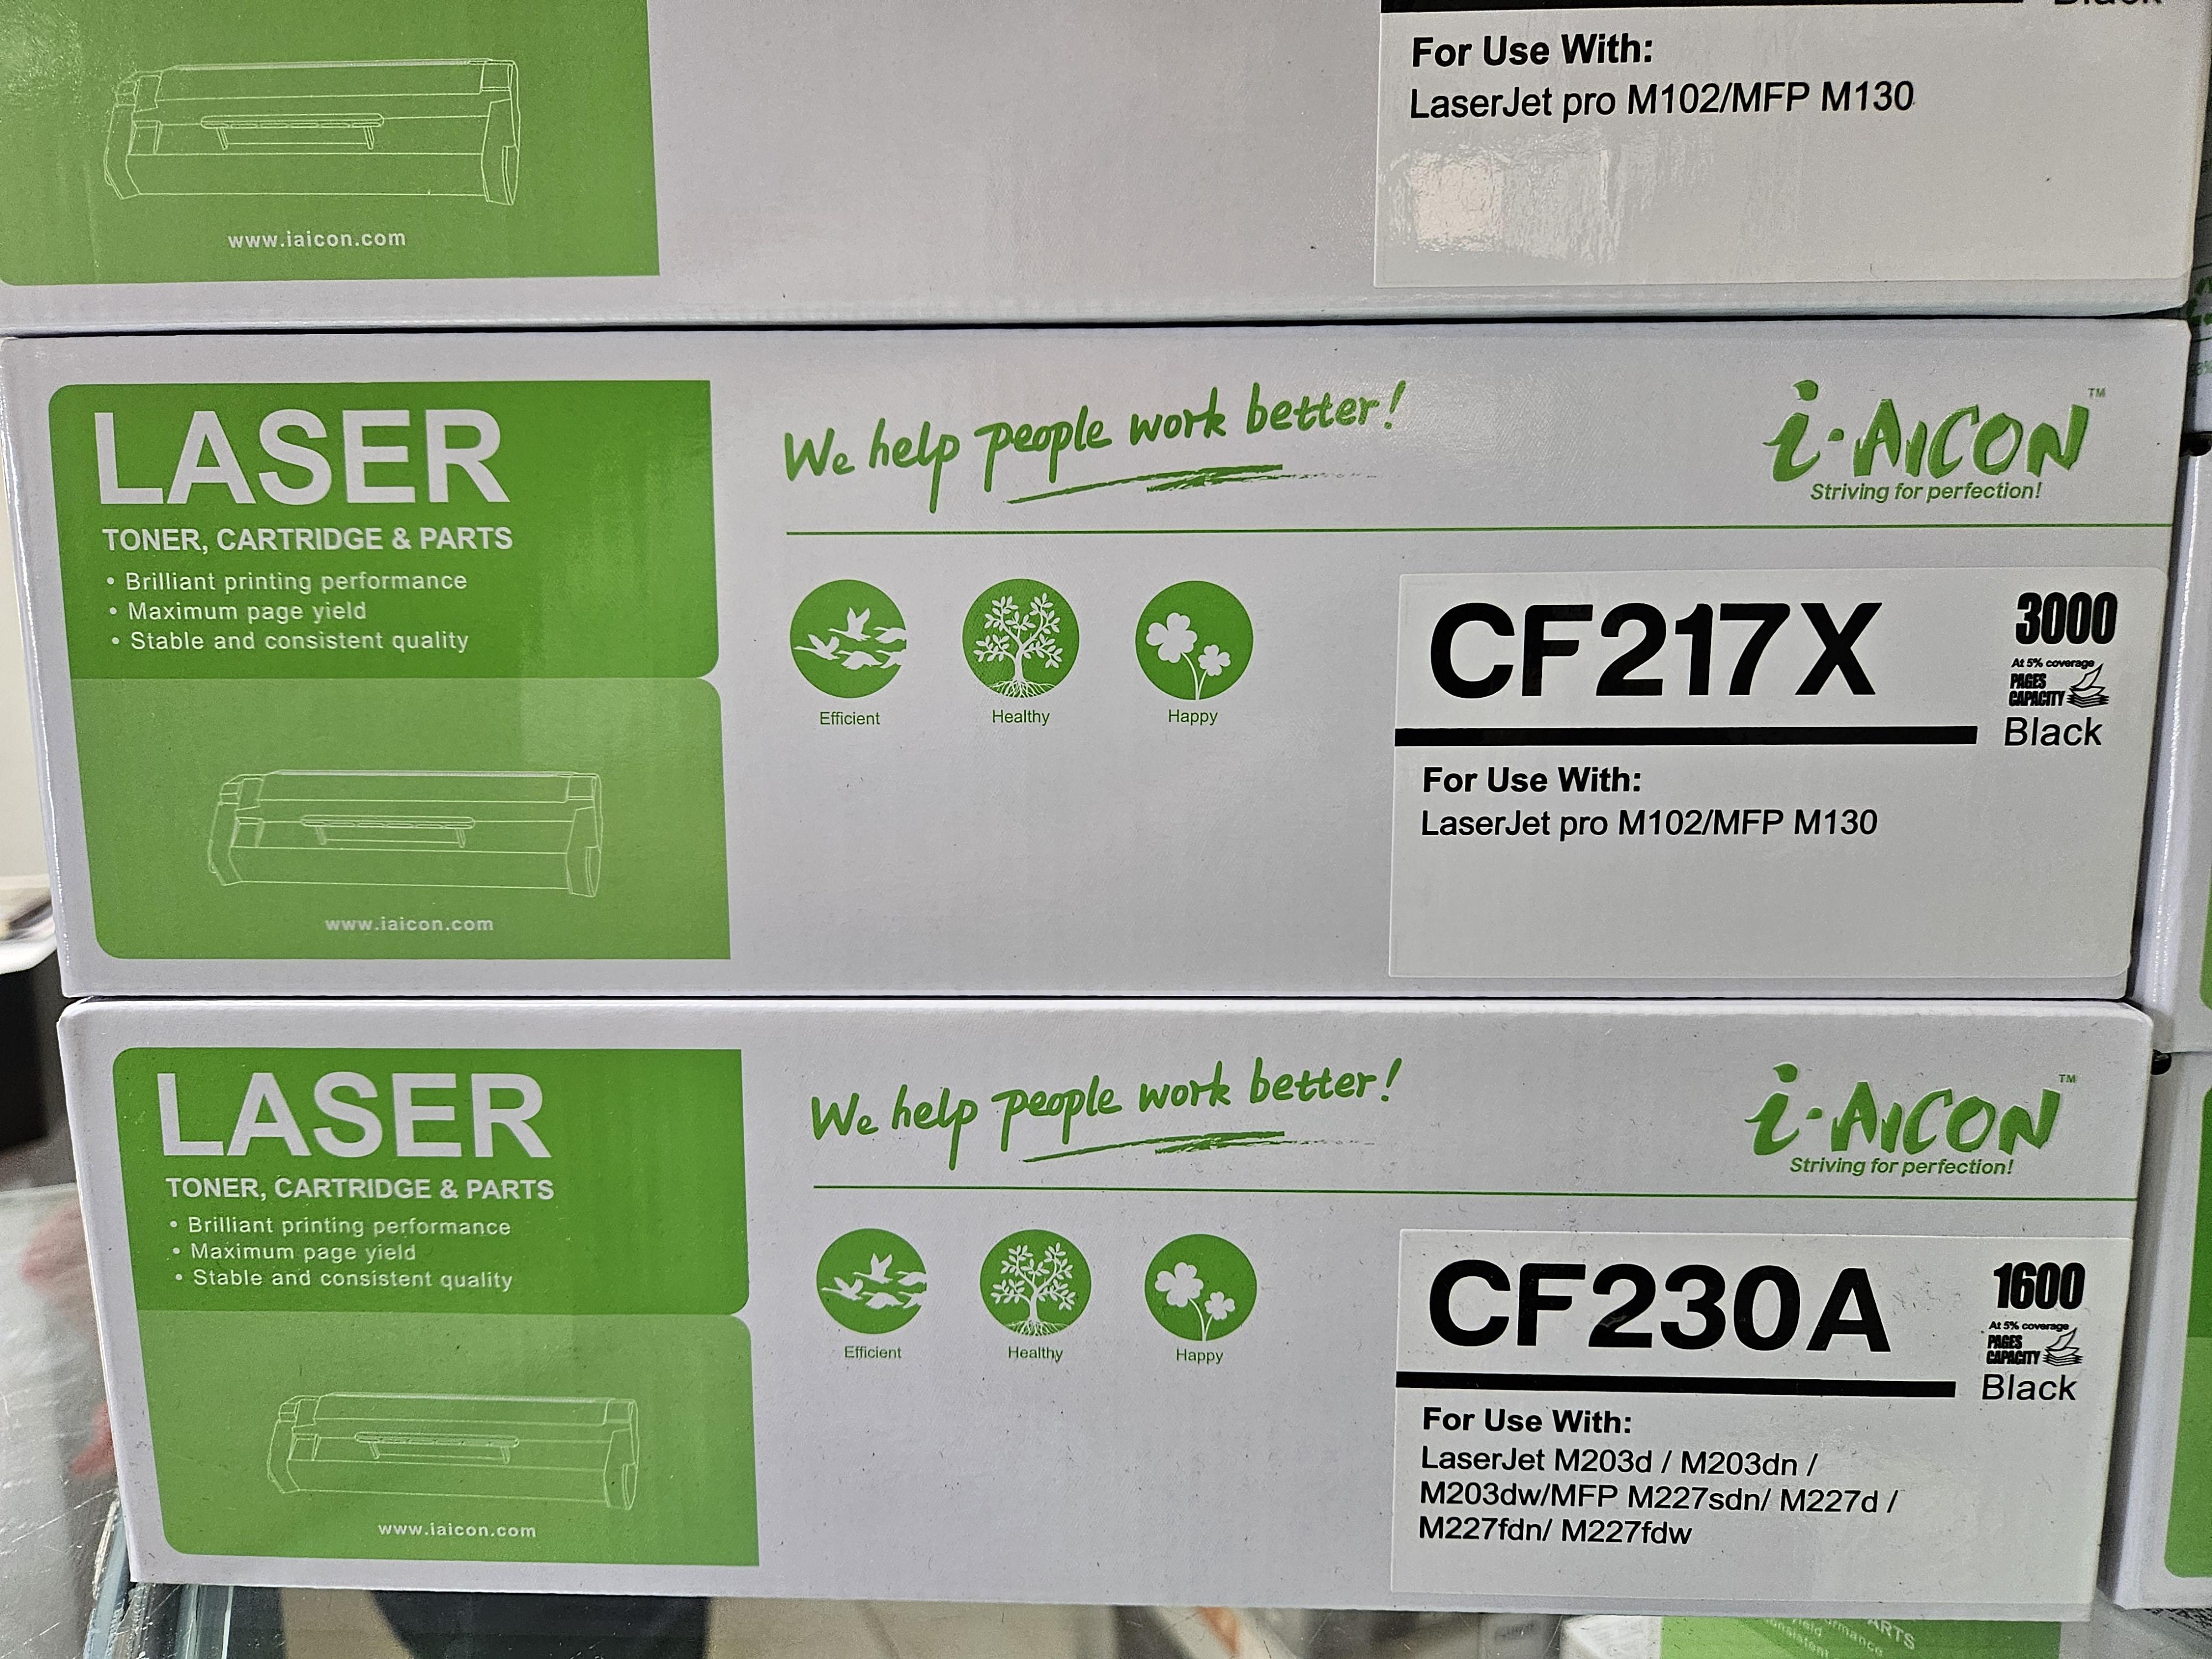 Black
For Use With:
LaserJet pro M102/MFP M130
www.iaicon.com
LASER
TONER, CARTRIDGE & PARTS
• Brilliant printing performance
• Maximum page yield
• Stable and consistent quality
www.iaicon.com
We help people work better!
Efficient
Healthy
Happy
i-AICON™
Striving for perfection!
CF217X
3000
At 5% coverage
PAGES
CAPACITY
Black
For Use With:
LaserJet pro M102/MFP M130
LASER
TONER, CARTRIDGE & PARTS
• Brilliant printing performance
• Maximum page yield
• Stable and consistent quality
www.iaicon.com
We help people work better!
Efficient
Healthy
Happy
i-AICON™
Striving for perfection!
CF230A
1600
At 5% coverage
PAGES
CAPACITY
Black
For Use With:
LaserJet M203d / M203dn /
M203dw/MFP M227sdn/ M227d /
M227fdn/ M227fdw